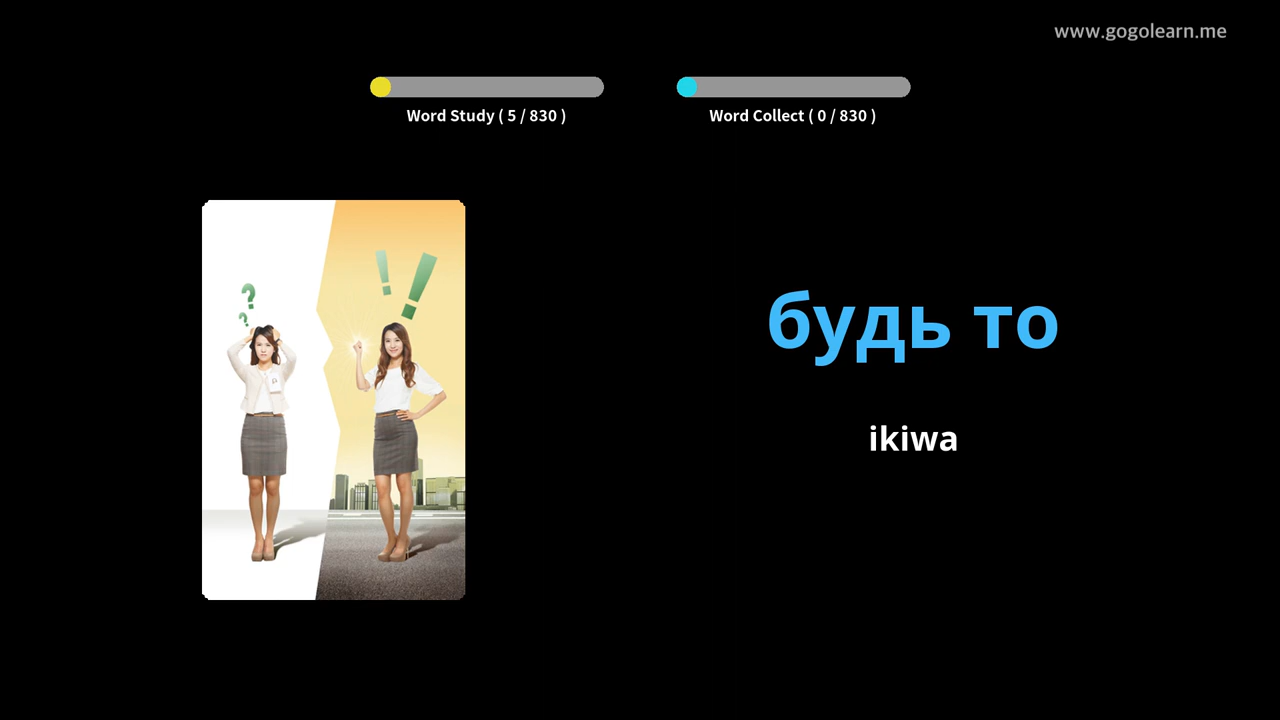 www.gogolearn.me
Word Study ( 5 / 830 )
Word Collect ( 0 / 830 )
? ?
! !
будь то
ikiwa